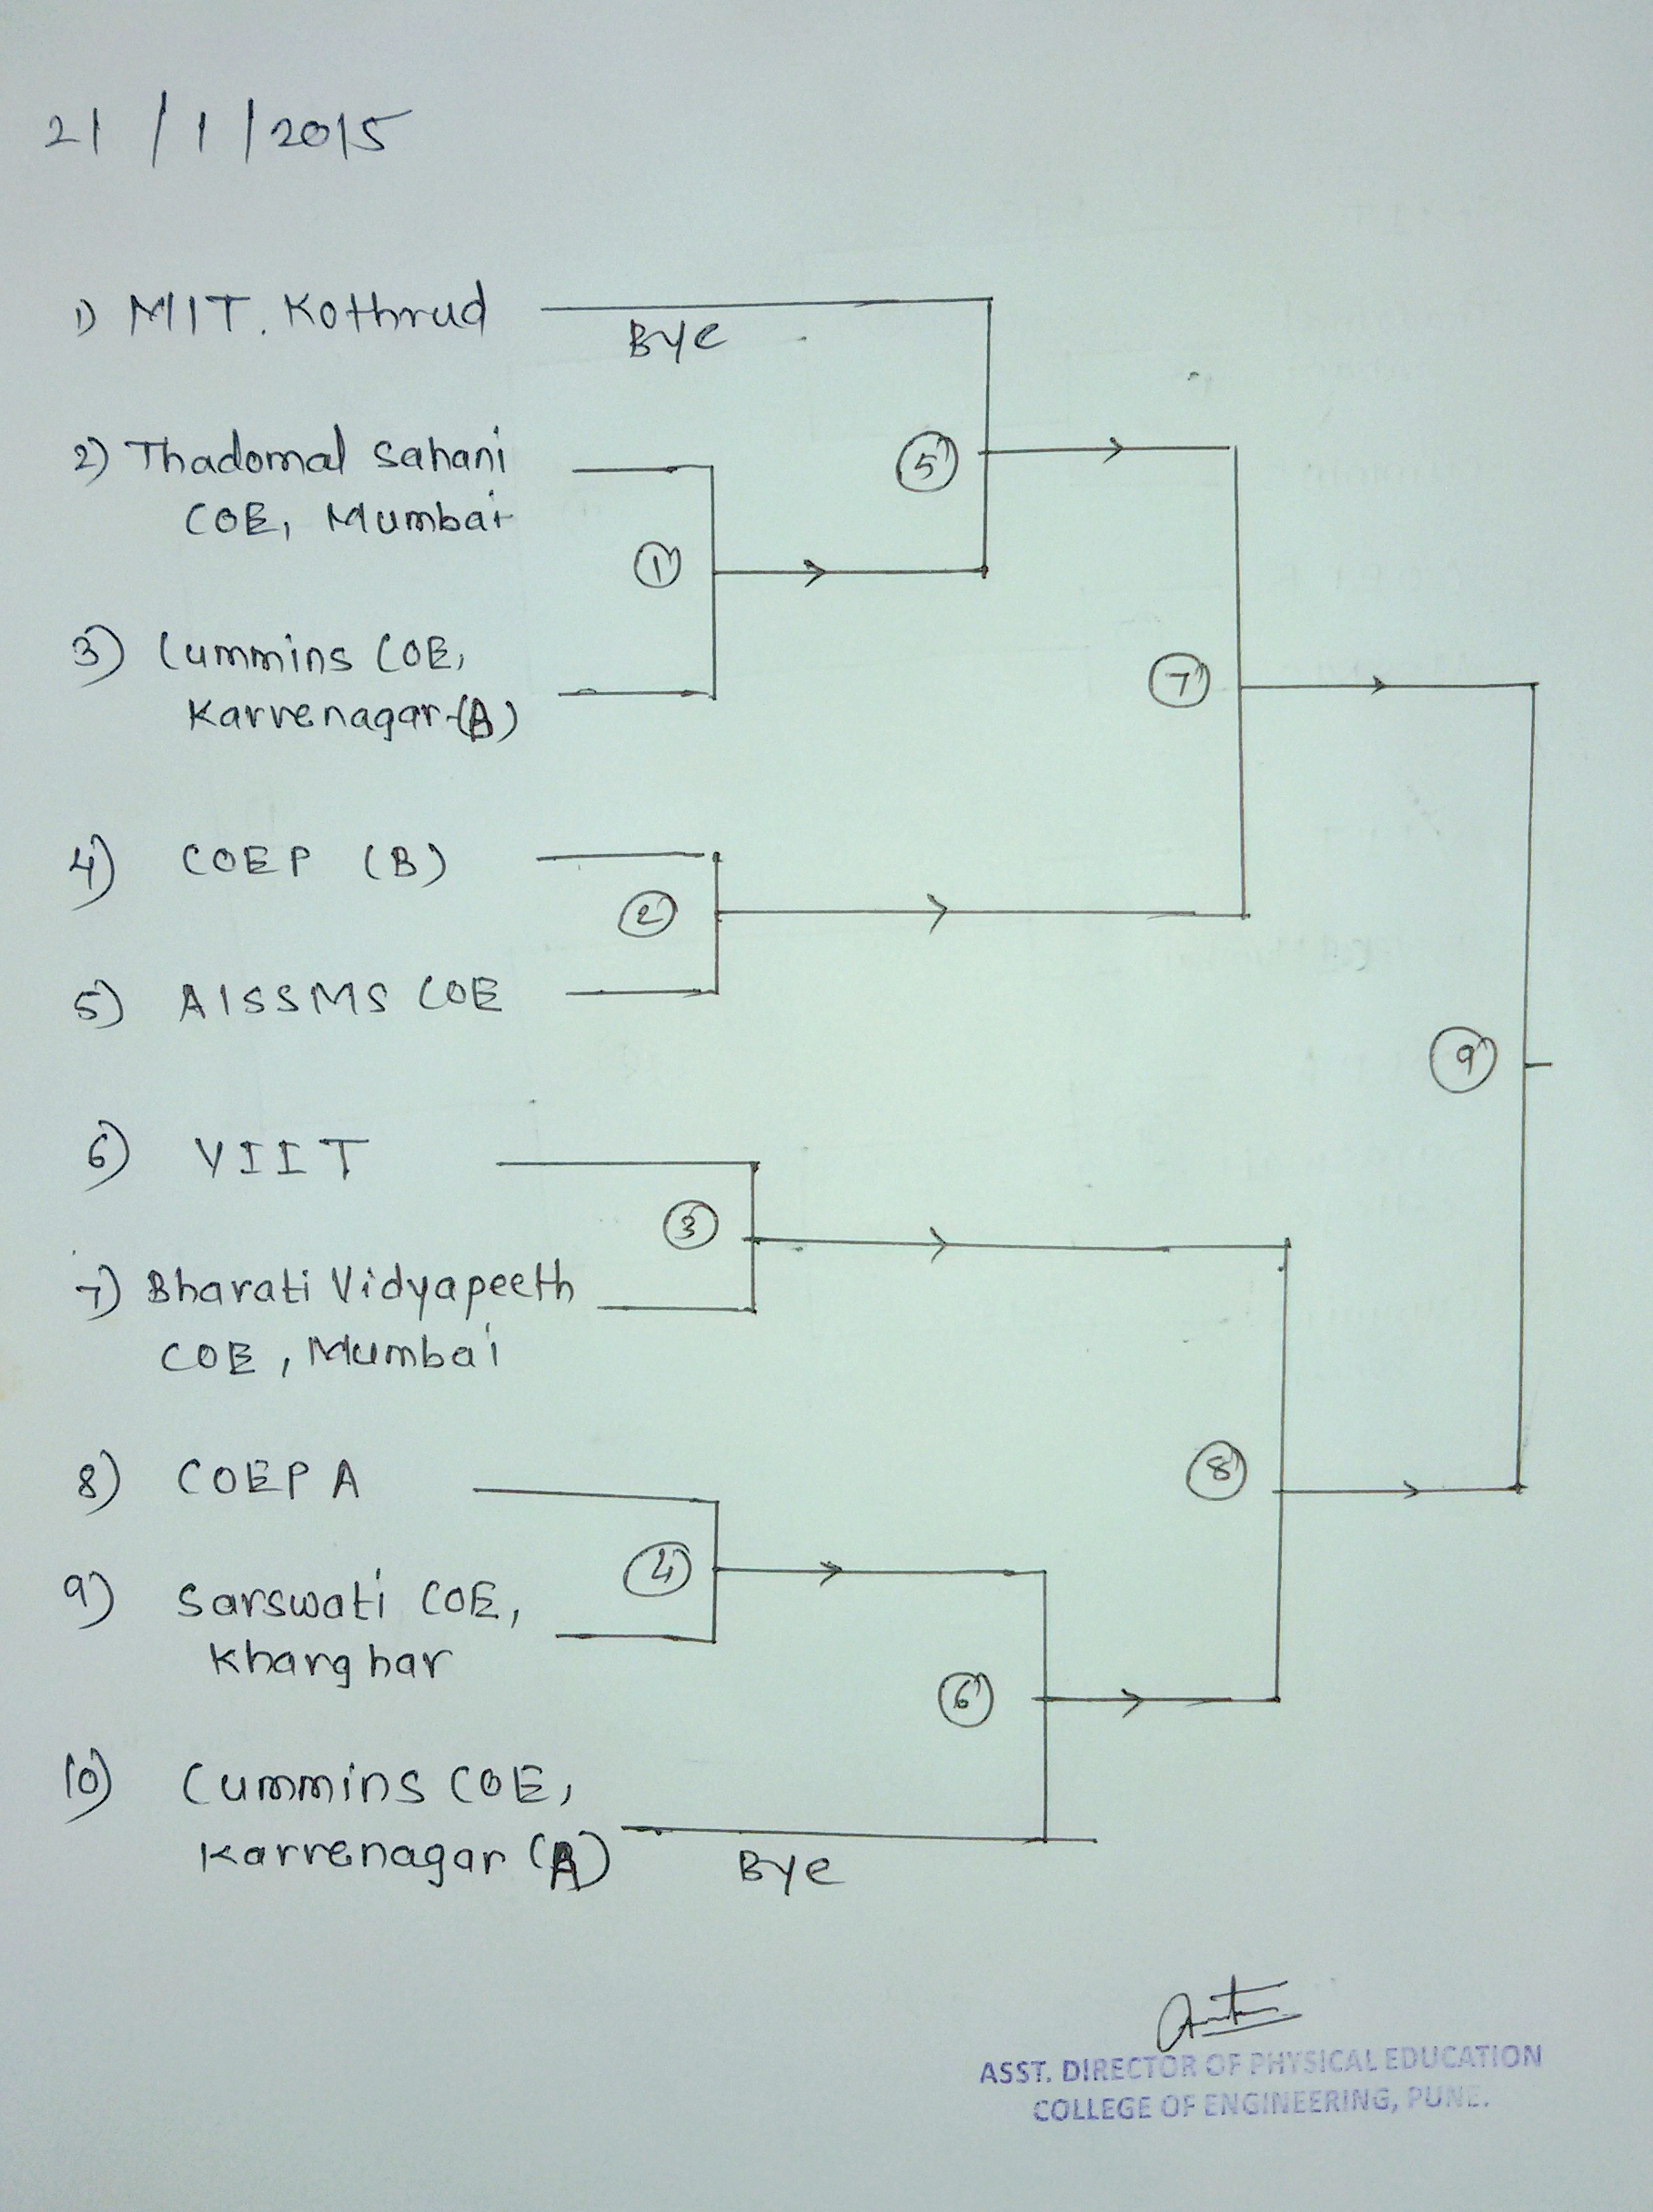 21/1/2015
1) MIT. Kothrud
Bye
2) Thadomal Sahani
COE, Mumbai
1
5
3) Cummins COE,
Karvenagar
7
4) COEP (B)
2
5) AISSMS COE
9
6) VIIT
3
7) Bharati Vidyapeeth
COE, Mumbai
8) COEP A
8
4
9) Sarswati COE,
Kharghar
6
10) Cummins COE,
Karvenagar
Bye
ASST. DIRECTOR OF PHYSICAL EDUCATION
COLLEGE OF ENGINEERING, PUNE.